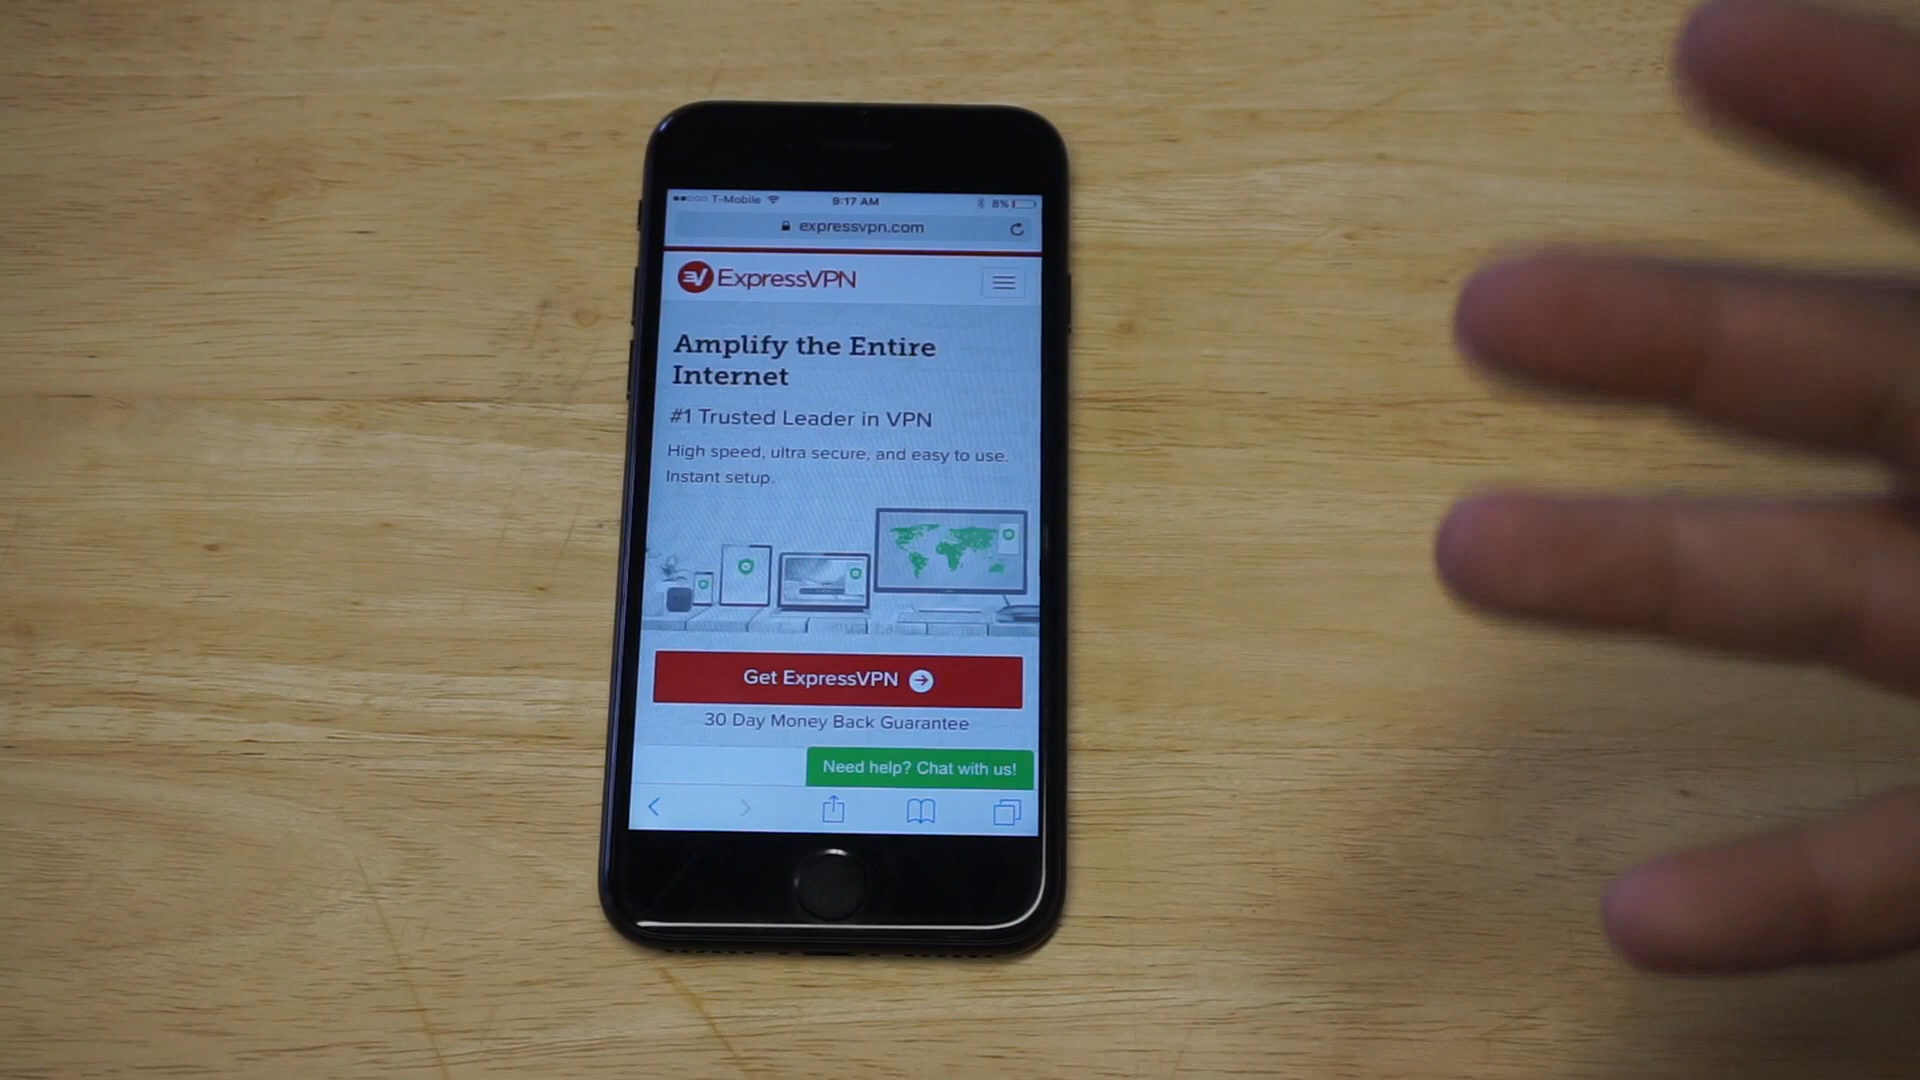 T-Mobile 9:17 AM 8%
expressvpn.com
ExpressVPN
Amplify the Entire
Internet
#1 Trusted Leader in VPN
High speed, ultra secure, and easy to use.
Instant setup.
Get ExpressVPN
30 Day Money Back Guarantee
Need help? Chat with us!